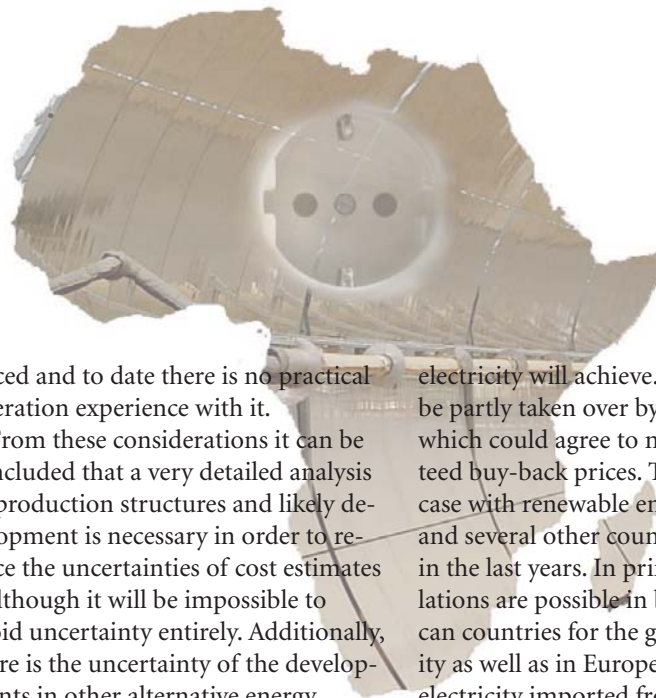 ced and to date there is no practical
eration experience with it.
rom these considerations it can be
ncluded that a very detailed analysis
production structures and likely de-
opment is necessary in order to re-
ce the uncertainties of cost estimates
lthough it will be impossible to
oid uncertainty entirely. Additionally,
re is the uncertainty of the develop-
nts in other alternative energy
electricity will achieve.
be partly taken over by
which could agree to n
teed buy-back prices. T
case with renewable en
and several other coun
in the last years. In prin
lations are possible in b
can countries for the g
ity as well as in Europe
electricity imported fro